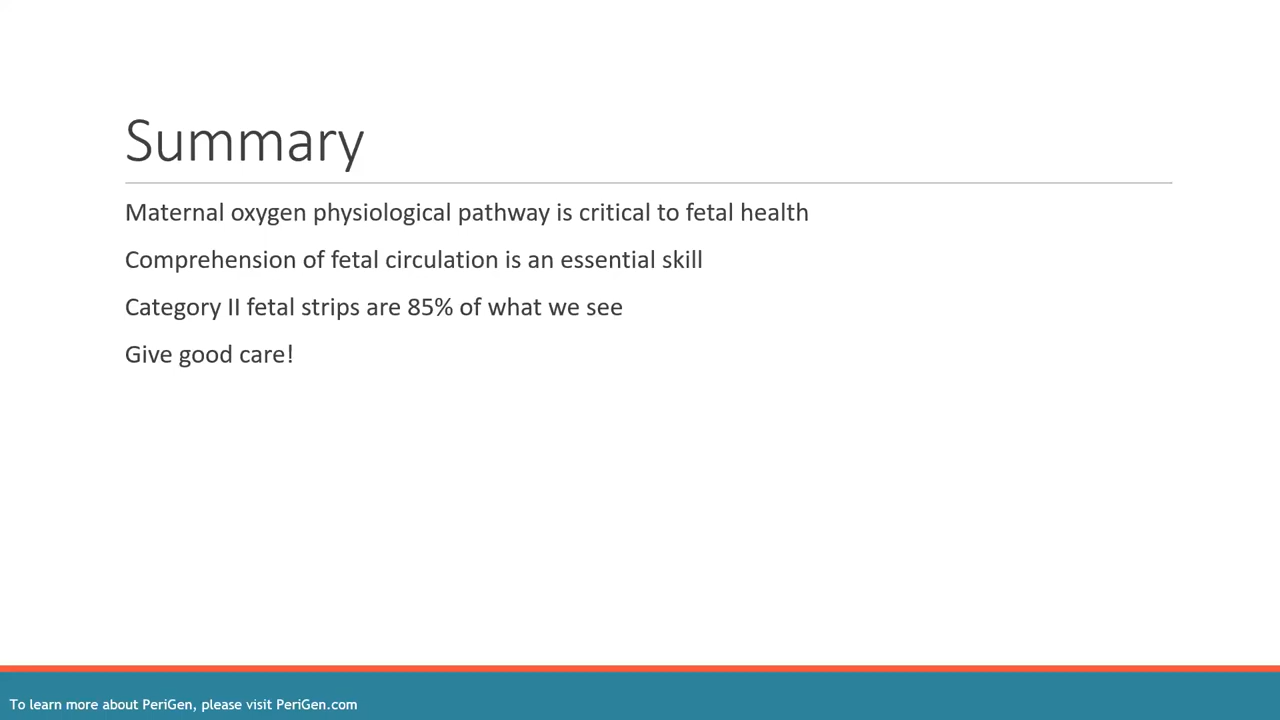 Summary
Maternal oxygen physiological pathway is critical to fetal health
Comprehension of fetal circulation is an essential skill
Category II fetal strips are 85% of what we see
Give good care!
To learn more about PeriGen, please visit PeriGen.com